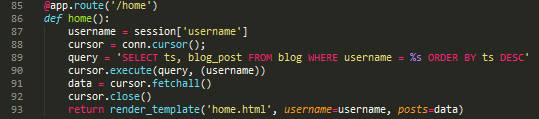 85 @app.route('/home')
86 def home():
87     username = session['username']
88     cursor = conn.cursor();
89     query = 'SELECT ts, blog_post FROM blog WHERE username = %s ORDER BY ts DESC'
90     cursor.execute(query, (username))
91     data = cursor.fetchall()
92     cursor.close()
93     return render_template('home.html', username=username, posts=data)